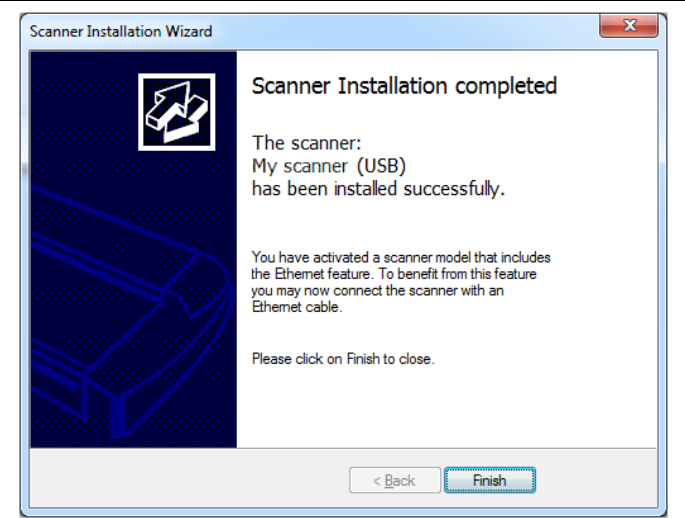 Scanner Installation Wizard
X
Scanner Installation completed
The scanner:
My scanner (USB)
has been installed successfully.
You have activated a scanner model that includes
the Ethernet feature. To benefit from this feature
you may now connect the scanner with an
Ethernet cable.
Please click on Finish to close.
< Back
Finish